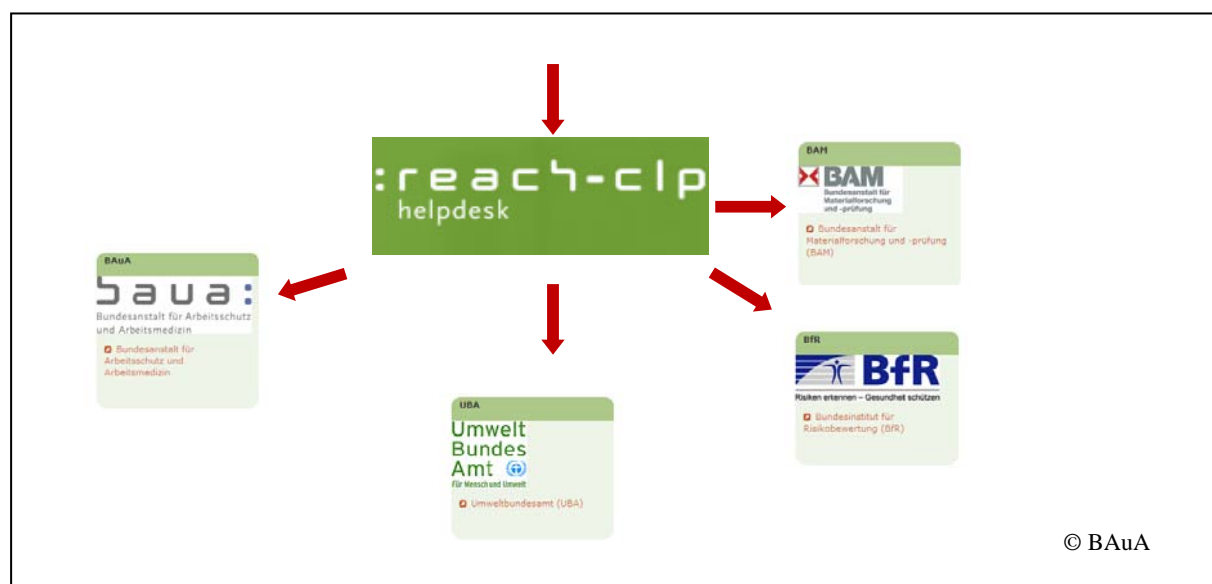 :reach-clp
helpdesk
BAM
BAM
Bundesanstalt für
Materialforschung
und -prüfung
Bundesanstalt für
Materialforschung und -prüfung
(BAM)
BAuA
baua:
Bundesanstalt für Arbeitsschutz
und Arbeitsmedizin
Bundesanstalt für
Arbeitsschutz und
Arbeitsmedizin
BfR
BfR
Risiken erkennen – Gesundheit schützen
Bundesinstitut für
Risikobewertung (BfR)
UBA
Umwelt
Bundes
Amt
Für Mensch und Umwelt
Umweltbundesamt (UBA)
© BAuA